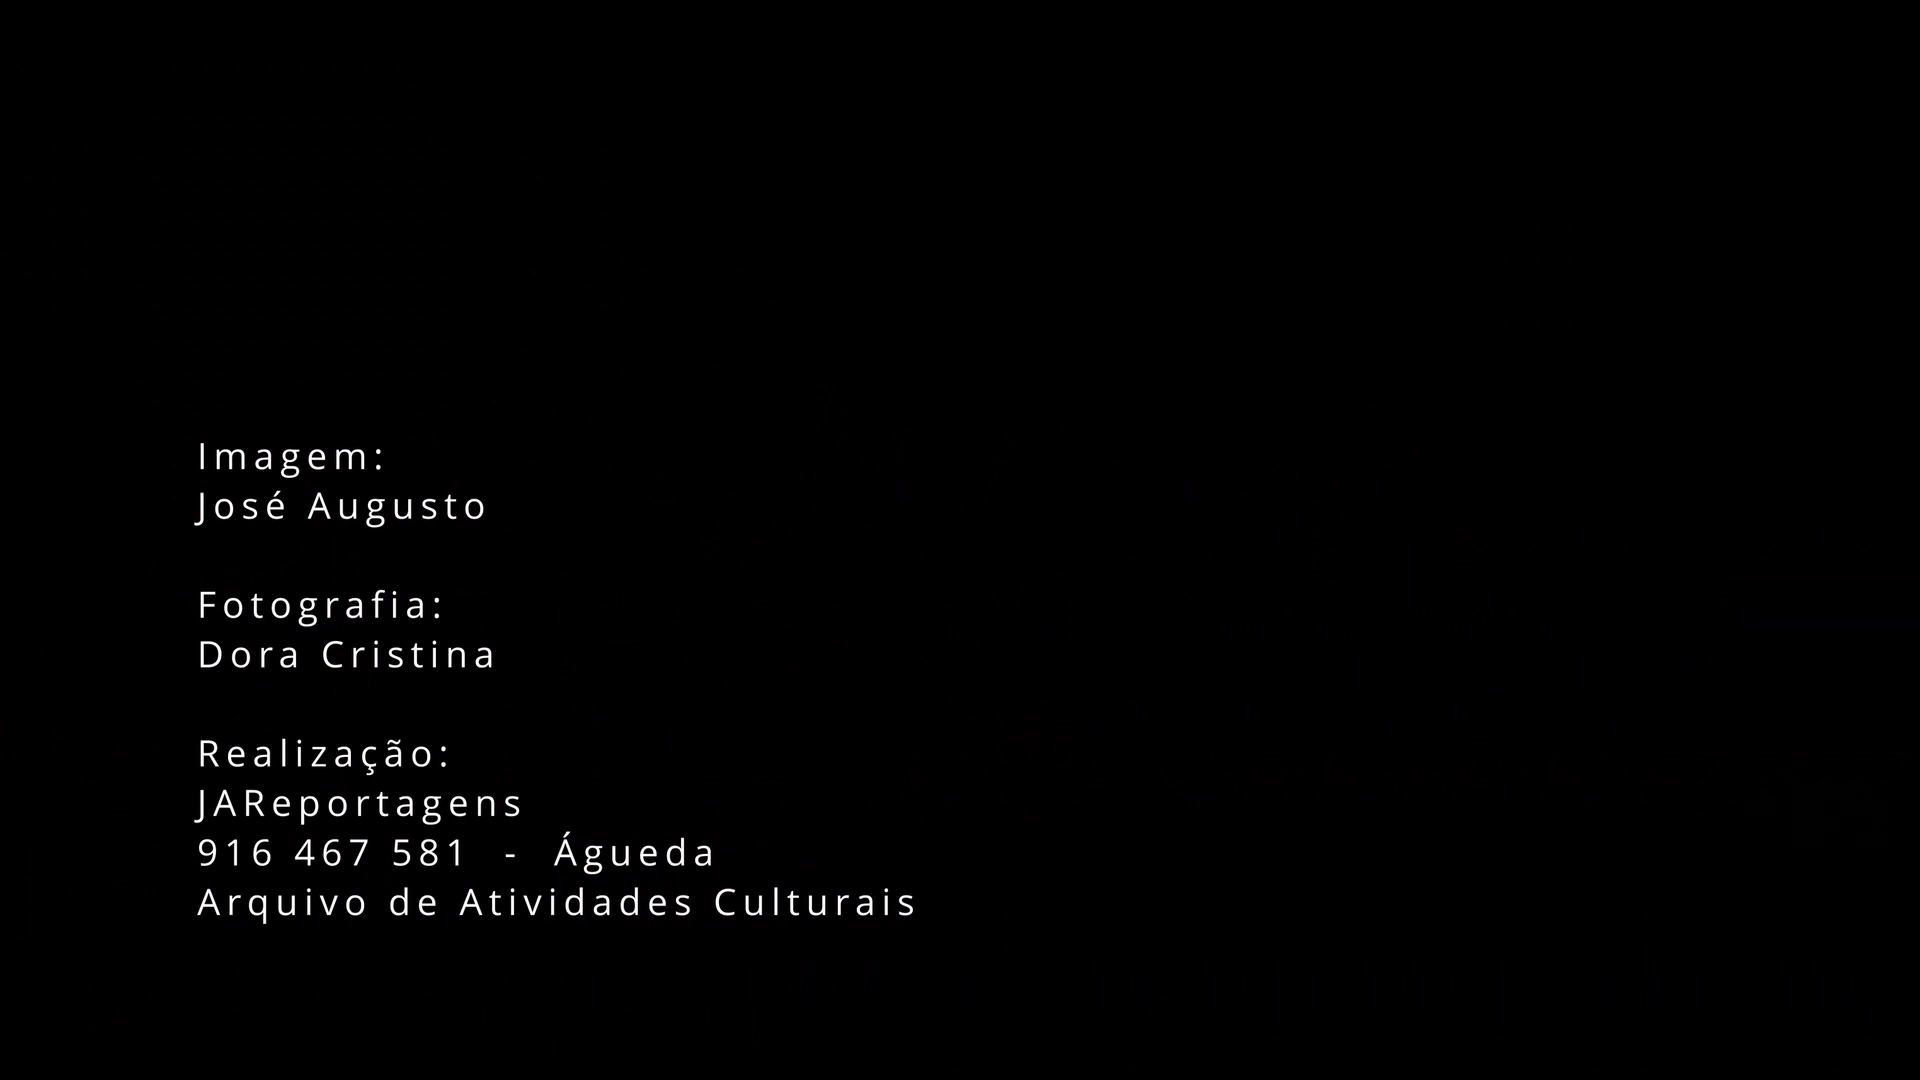 Imagem:
José Augusto
Fotografia:
Dora Cristina
Realização:
JAReportagens
916 467 581 - Águeda
Arquivo de Atividades Culturais